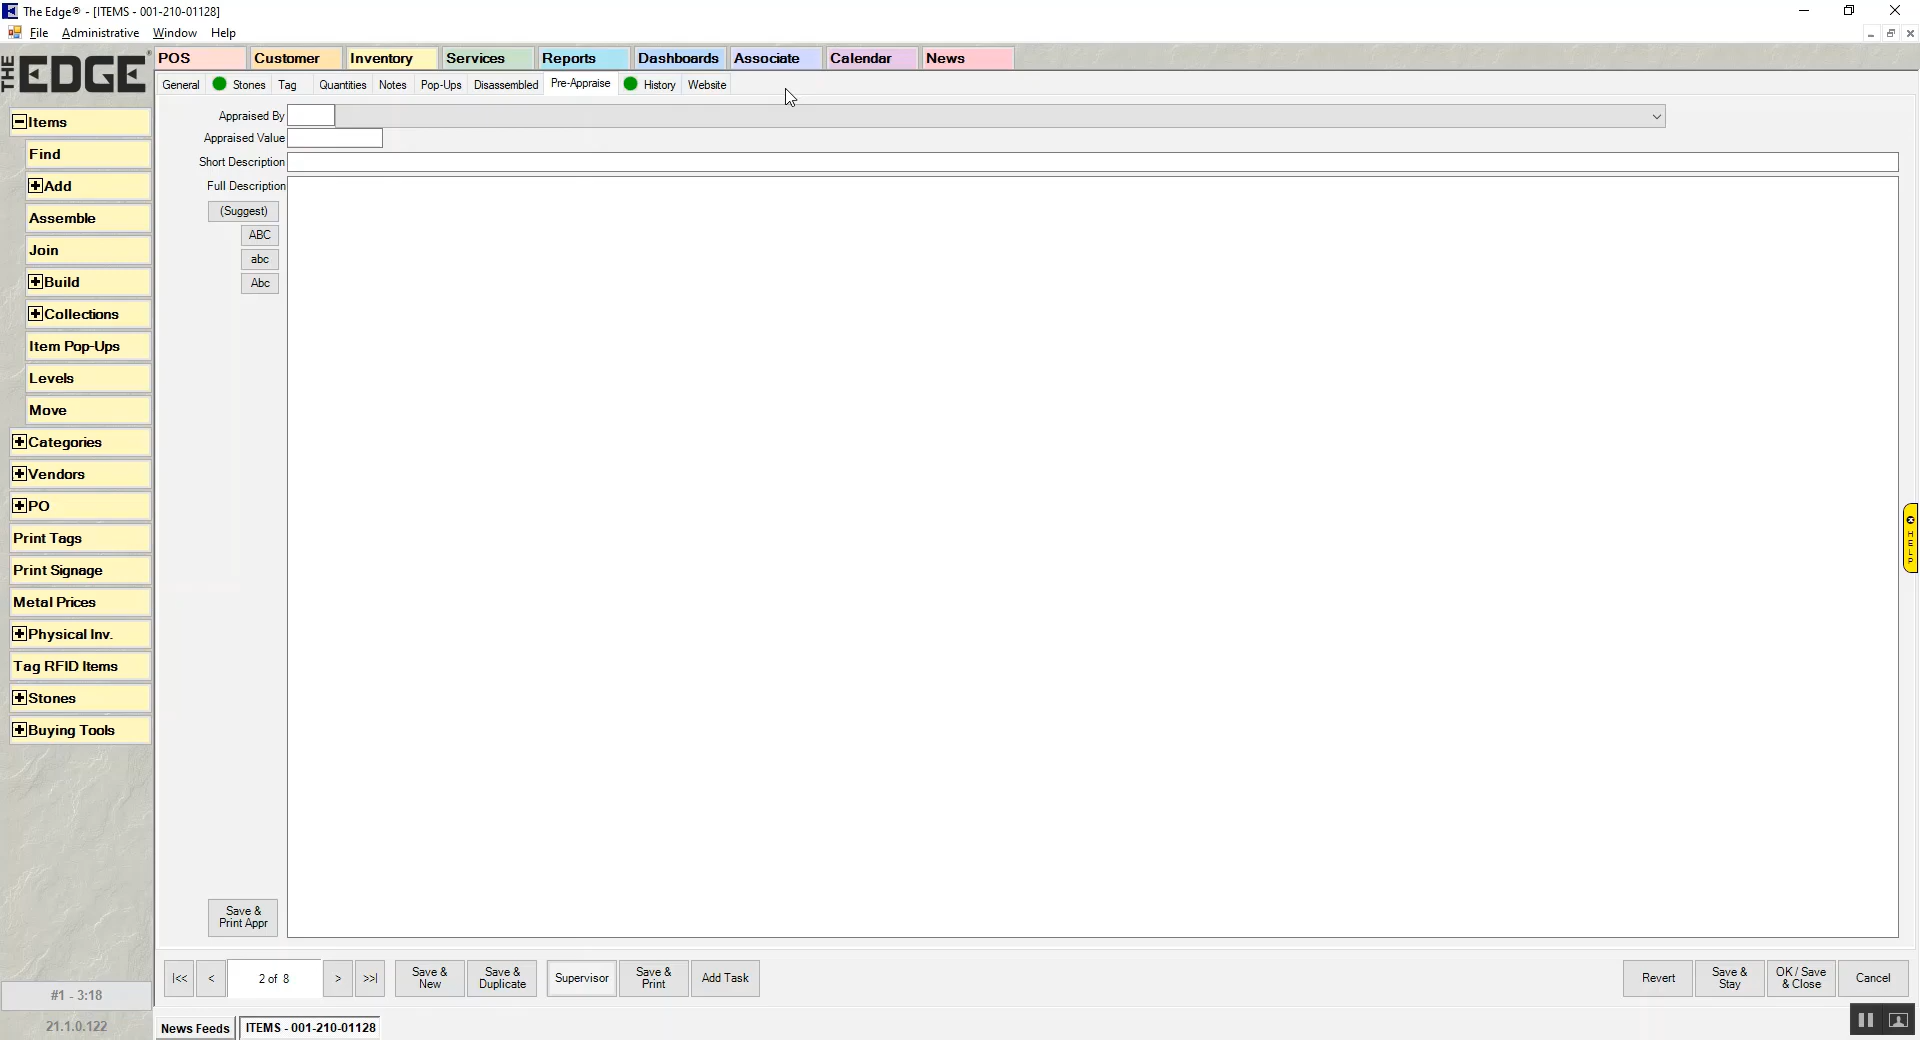 The Edge® - [ITEMS - 001-210-01128]
File Administrative Window Help
THE EDGE®
POS Customer Inventory Services Reports Dashboards Associate Calendar News
General Stones Tag Quantities Notes Pop-Ups Disassembled Pre-Appraise History Website
Items
Find
Add
Assemble
Join
Build
Collections
Item Pop-Ups
Levels
Move
Categories
Vendors
PO
Print Tags
Print Signage
Metal Prices
Physical Inv.
Tag RFID Items
Stones
Buying Tools
#1 - 3:18
21.1.0.122
Appraised By
Appraised Value
Short Description
Full Description
(Suggest)
ABC
abc
Abc
Save &
Print Appr
HELP
|<< < 2 of 8 > >>|
Save &
New
Save &
Duplicate
Supervisor
Save &
Print
Add Task
Revert
Save &
Stay
OK / Save
& Close
Cancel
News Feeds ITEMS - 001-210-01128